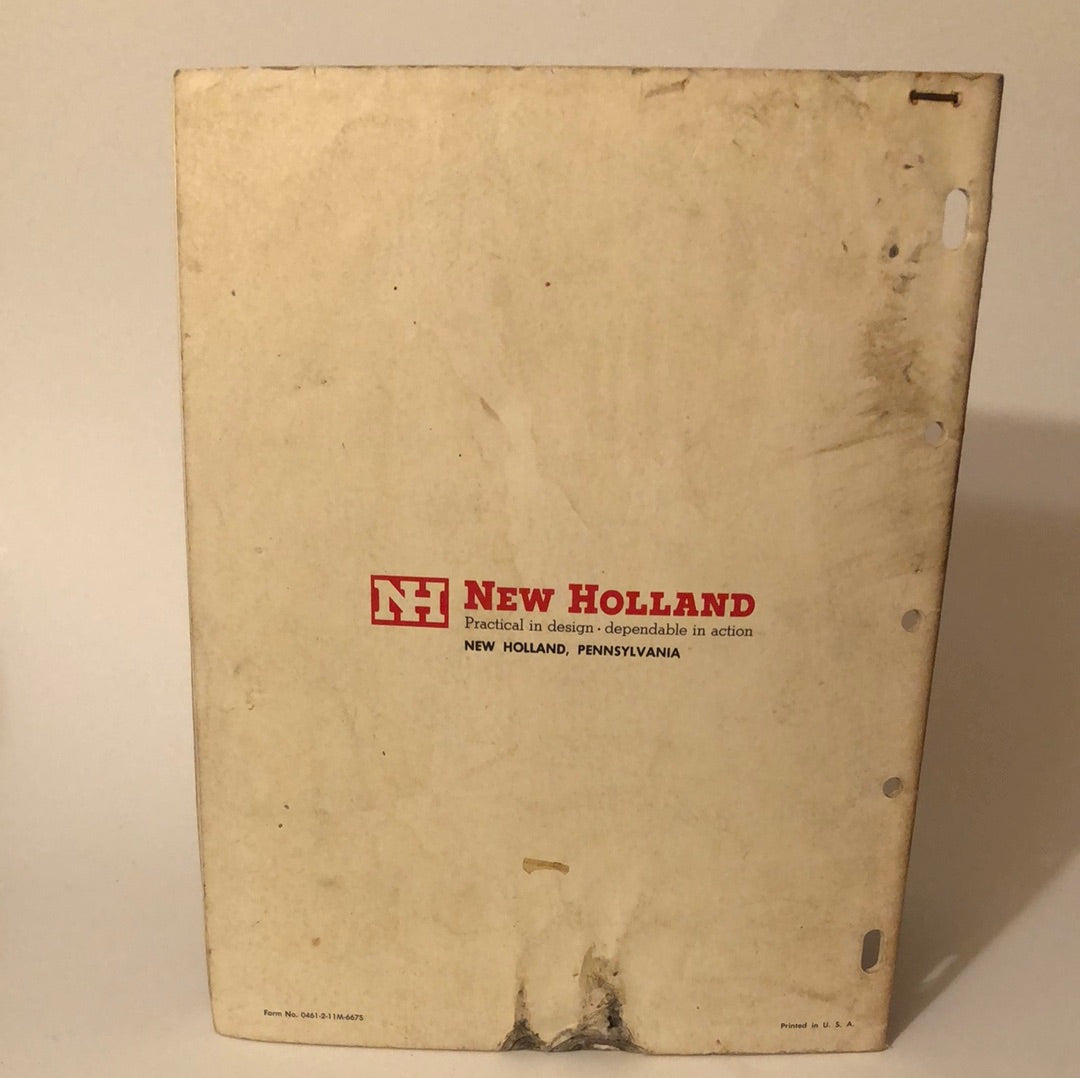 NH NEW HOLLAND
Practical in design · dependable in action
NEW HOLLAND, PENNSYLVANIA
Form No. 0461-2-11M-667S
Printed in U. S. A.